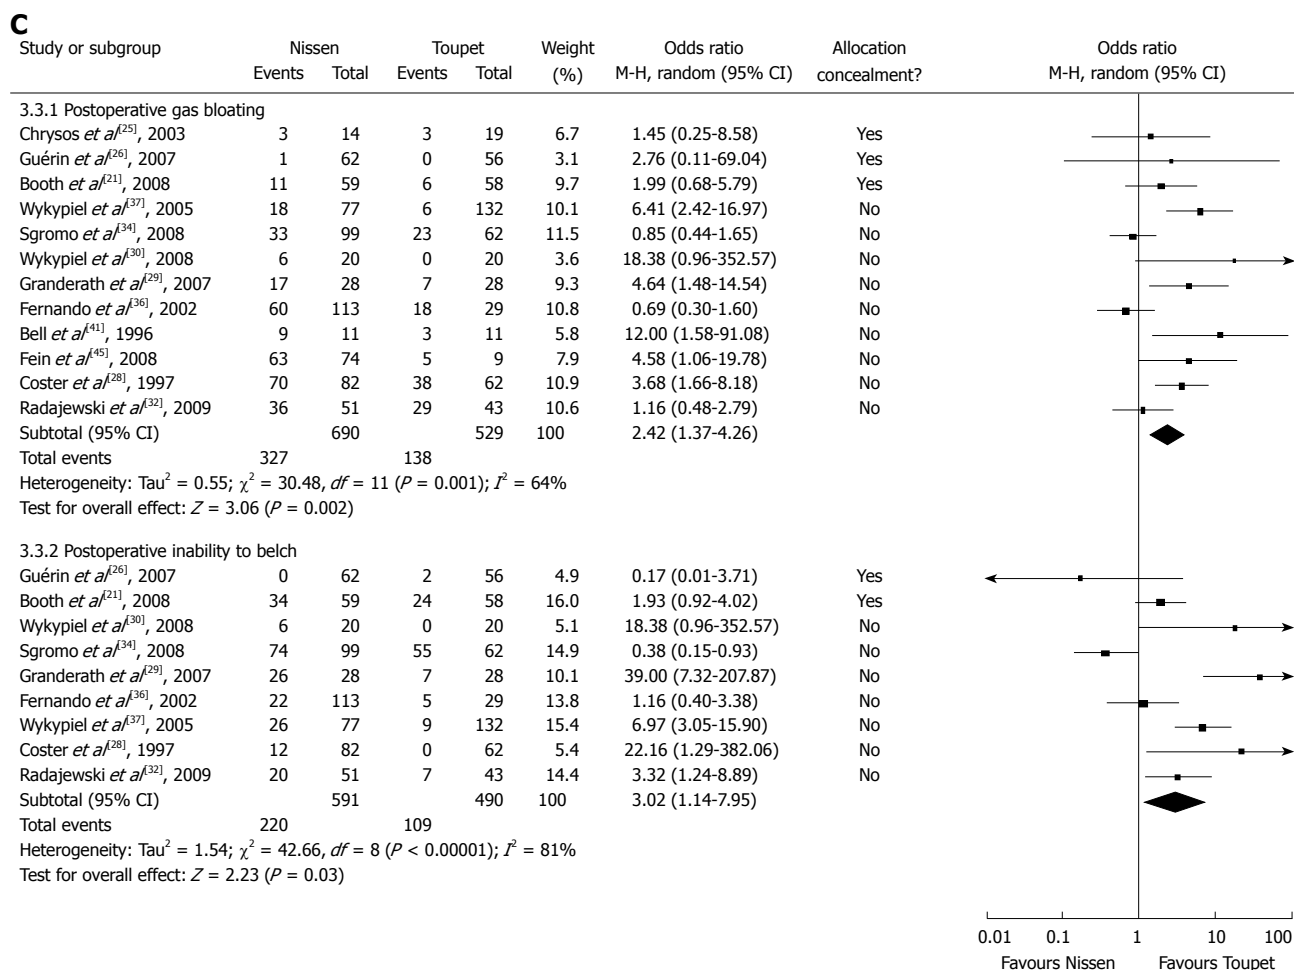 C
Study or subgroup Nissen Toupet Weight Odds ratio Allocation Odds ratio
Events Total Events Total (%) M-H, random (95% CI) concealment? M-H, random (95% CI)
3.3.1 Postoperative gas bloating
Chrysos et al[25], 2003 3 14 3 19 6.7 1.45 (0.25-8.58) Yes
Guérin et al[26], 2007 1 62 0 56 3.1 2.76 (0.11-69.04) Yes
Booth et al[21], 2008 11 59 6 58 9.7 1.99 (0.68-5.79) Yes
Wykypiel et al[37], 2005 18 77 6 132 10.1 6.41 (2.42-16.97) No
Sgromo et al[34], 2008 33 99 23 62 11.5 0.85 (0.44-1.65) No
Wykypiel et al[30], 2008 6 20 0 20 3.6 18.38 (0.96-352.57) No
Granderath et al[29], 2007 17 28 7 28 9.3 4.64 (1.48-14.54) No
Fernando et al[36], 2002 60 113 18 29 10.8 0.69 (0.30-1.60) No
Bell et al[41], 1996 9 11 3 11 5.8 12.00 (1.58-91.08) No
Fein et al[45], 2008 63 74 5 9 7.9 4.58 (1.06-19.78) No
Coster et al[28], 1997 70 82 38 62 10.9 3.68 (1.66-8.18) No
Radajewski et al[32], 2009 36 51 29 43 10.6 1.16 (0.48-2.79) No
Subtotal (95% CI) 690 529 100 2.42 (1.37-4.26)
Total events 327 138
Heterogeneity: Tau² = 0.55; χ² = 30.48, df = 11 (P = 0.001); I² = 64%
Test for overall effect: Z = 3.06 (P = 0.002)
3.3.2 Postoperative inability to belch
Guérin et al[26], 2007 0 62 2 56 4.9 0.17 (0.01-3.71) Yes
Booth et al[21], 2008 34 59 24 58 16.0 1.93 (0.92-4.02) Yes
Wykypiel et al[30], 2008 6 20 0 20 5.1 18.38 (0.96-352.57) No
Sgromo et al[34], 2008 74 99 55 62 14.9 0.38 (0.15-0.93) No
Granderath et al[29], 2007 26 28 7 28 10.1 39.00 (7.32-207.87) No
Fernando et al[36], 2002 22 113 5 29 13.8 1.16 (0.40-3.38) No
Wykypiel et al[37], 2005 26 77 9 132 15.4 6.97 (3.05-15.90) No
Coster et al[28], 1997 12 82 0 62 5.4 22.16 (1.29-382.06) No
Radajewski et al[32], 2009 20 51 7 43 14.4 3.32 (1.24-8.89) No
Subtotal (95% CI) 591 490 100 3.02 (1.14-7.95)
Total events 220 109
Heterogeneity: Tau² = 1.54; χ² = 42.66, df = 8 (P < 0.00001); I² = 81%
Test for overall effect: Z = 2.23 (P = 0.03)
0.01 0.1 1 10 100
Favours Nissen Favours Toupet